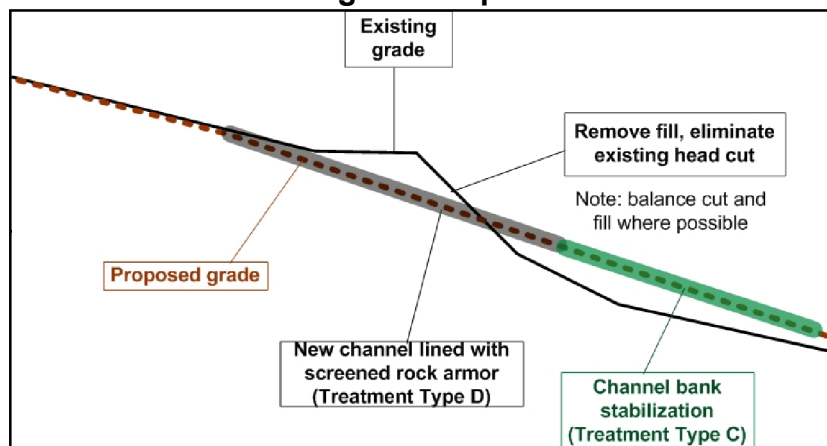 Existing
grade
Remove fill, eliminate
existing head cut
Note: balance cut and
fill where possible
Proposed grade
New channel lined with
screened rock armor
(Treatment Type D)
Channel bank
stabilization
(Treatment Type C)